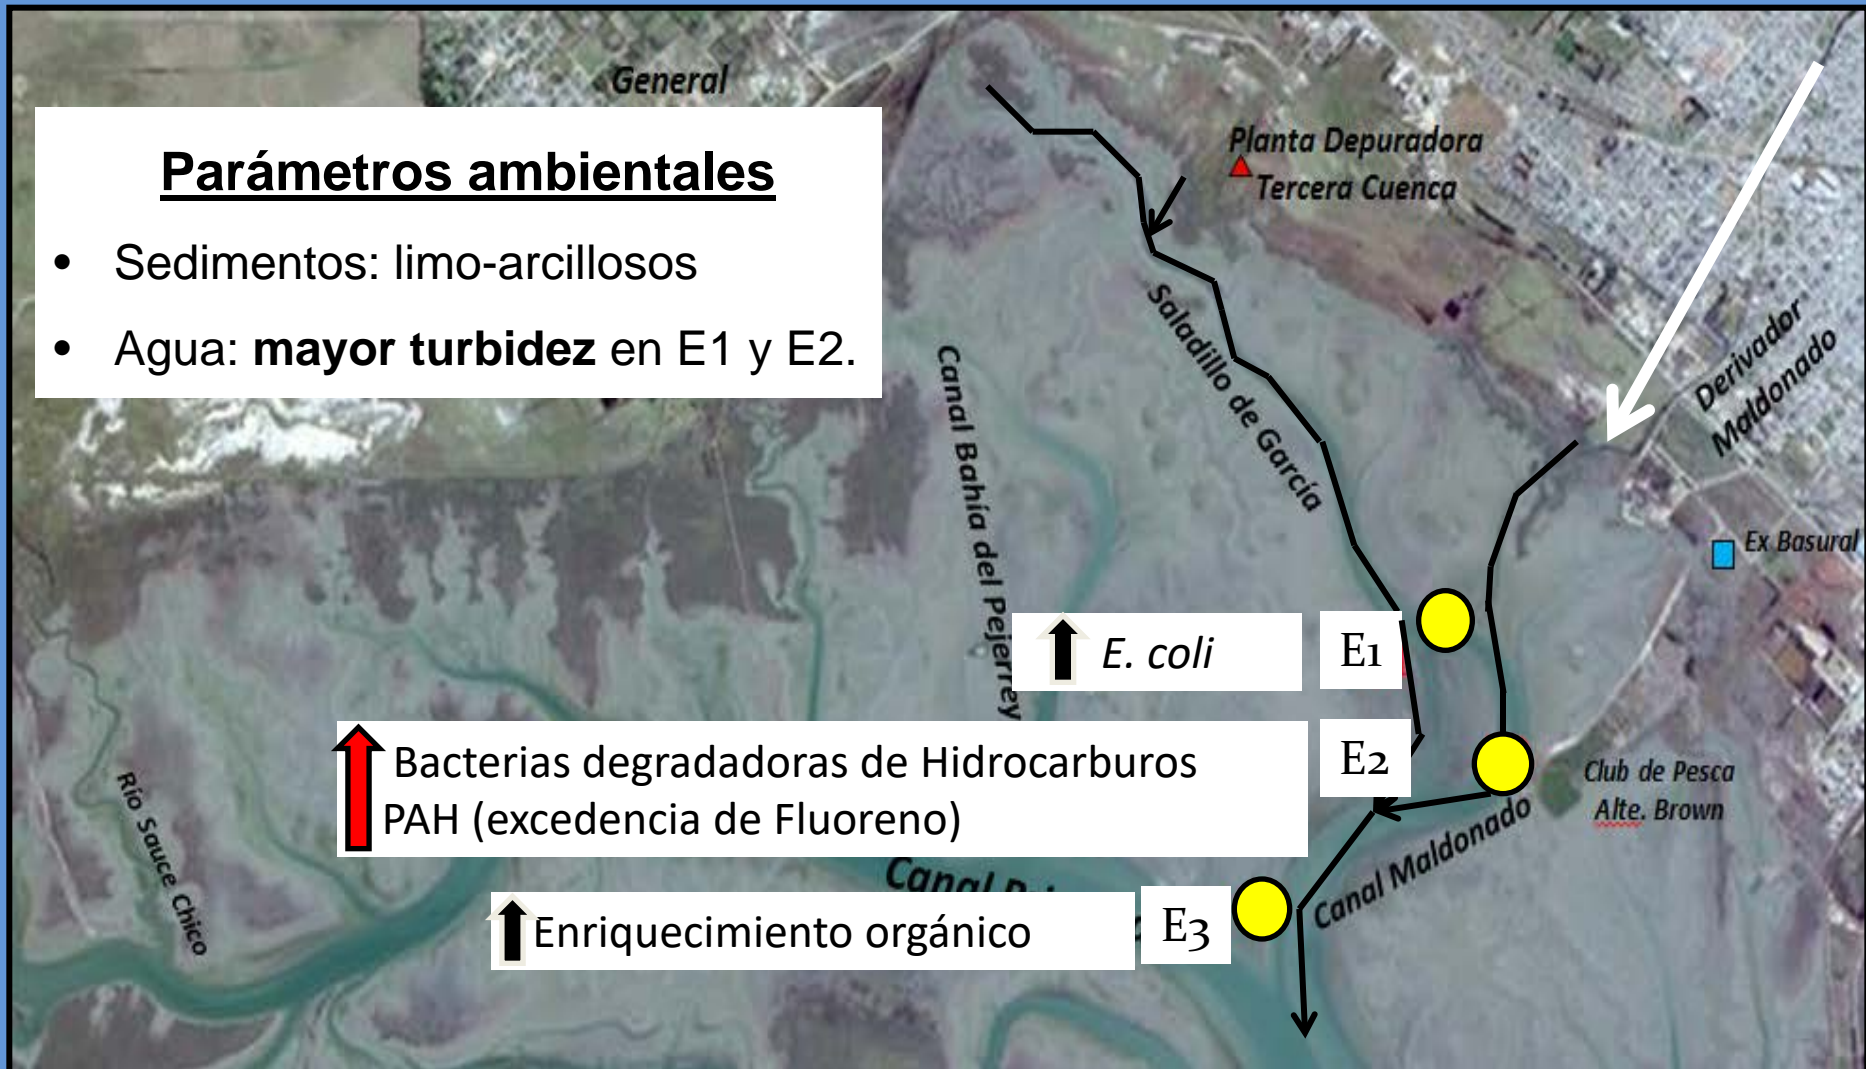 General
Parámetros ambientales
• Sedimentos: limo-arcillosos
• Agua: mayor turbidez en E1 y E2.
Planta Depuradora
Tercera Cuenca
Saladillo de García
Canal Bahía del Pejerrey
Derivador
Maldonado
Ex Basural
E. coli
E1
Bacterias degradadoras de Hidrocarburos
PAH (excedencia de Fluoreno)
E2
Club de Pesca
Alte. Brown
Río Sauce Chico
Canal Maldonado
Canal
Enriquecimiento orgánico
E3